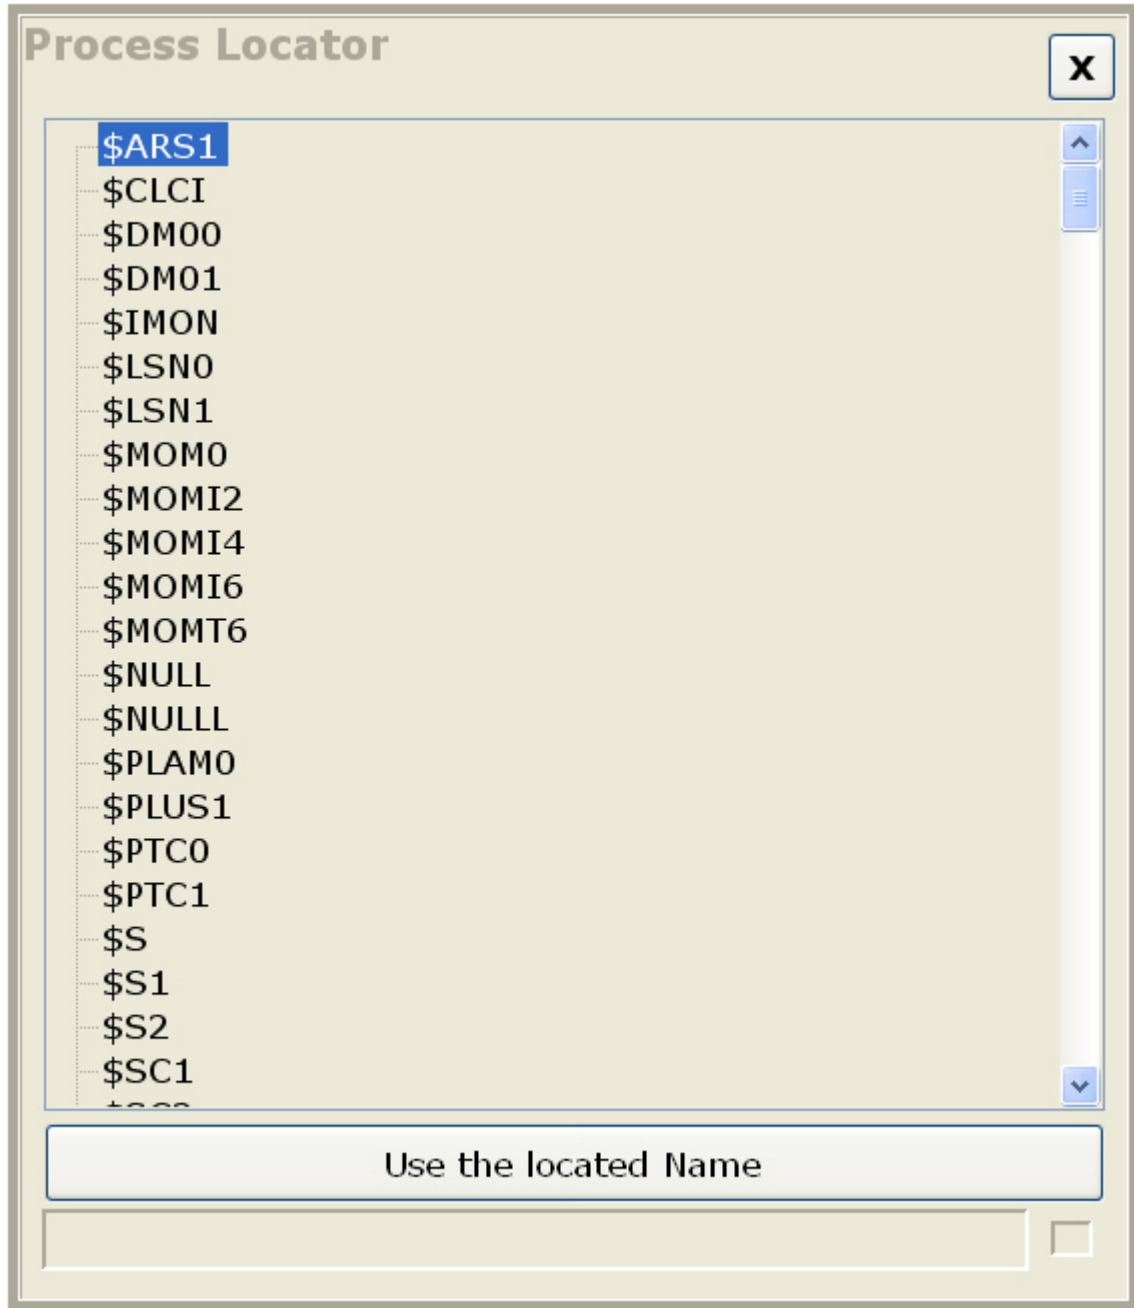 Process Locator
X
$ARS1
$CLCI
$DM00
$DM01
$IMON
$LSN0
$LSN1
$MOM0
$MOMI2
$MOMI4
$MOMI6
$MOMT6
$NULL
$NULLL
$PLAM0
$PLUS1
$PTC0
$PTC1
$S
$S1
$S2
$SC1
Use the located Name